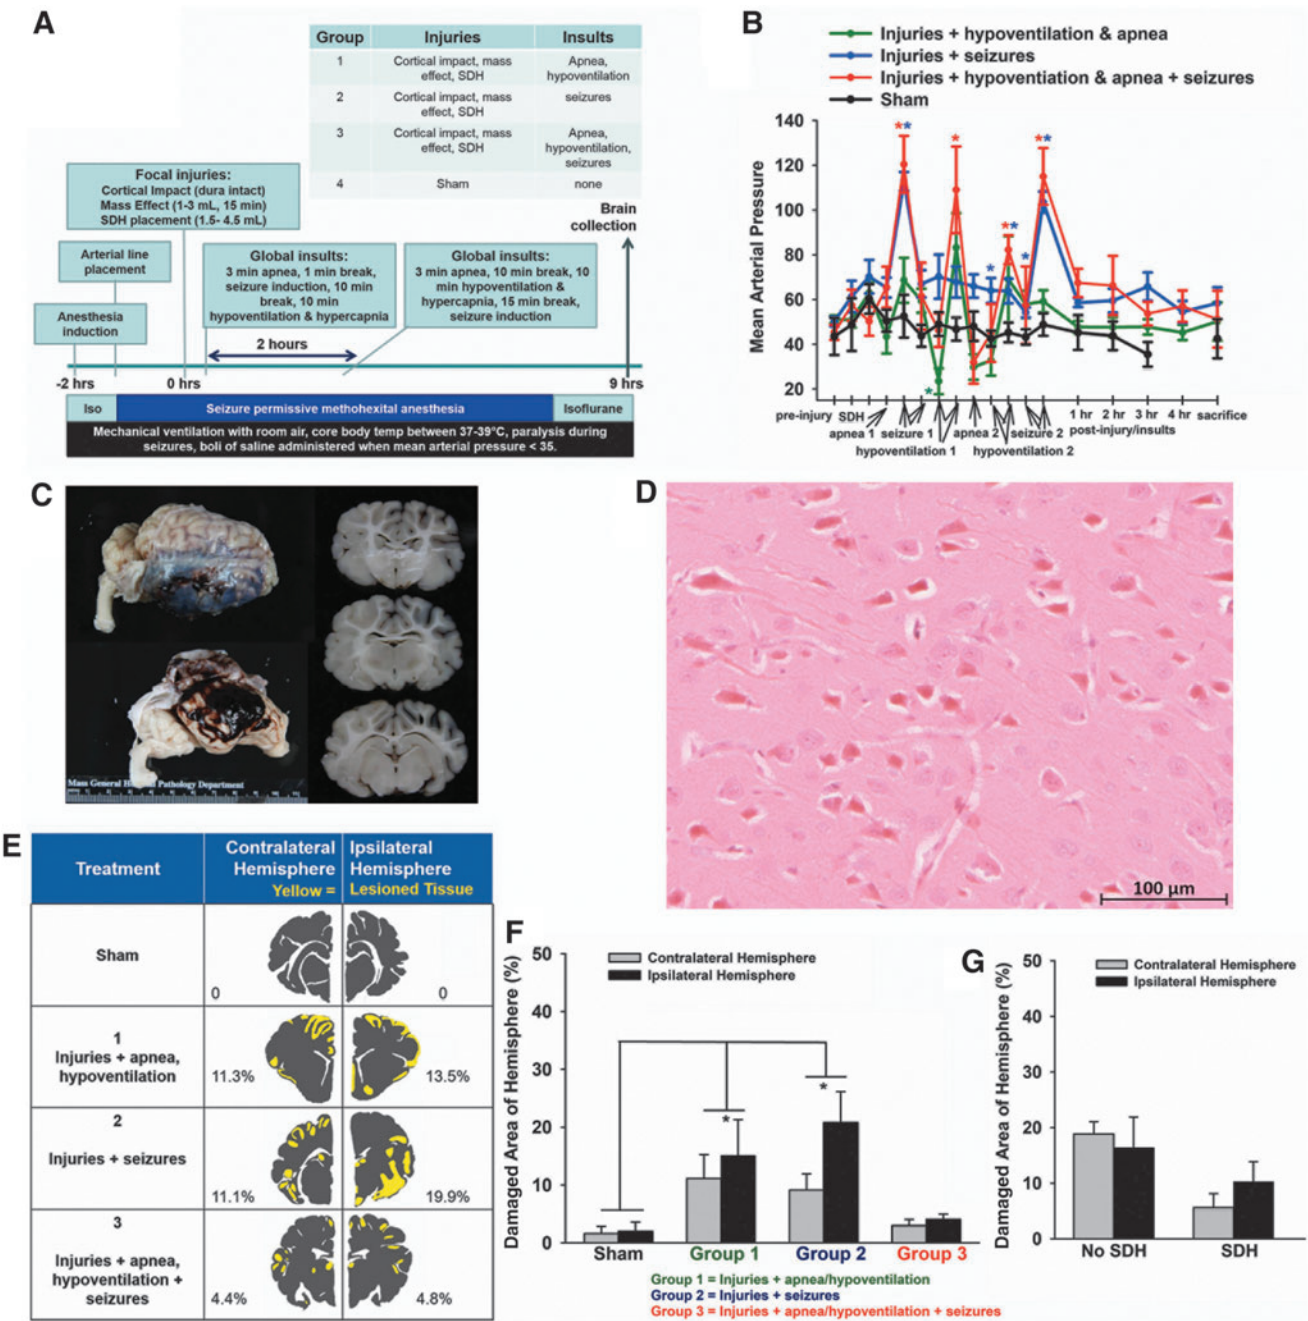 A
Group Injuries Insults
1 Cortical impact, mass Apnea,
effect, SDH hypoventilation
2 Cortical impact, mass seizures
effect, SDH
3 Cortical impact, mass Apnea,
effect, SDH hypoventilation,
seizures
4 Sham none
Focal injuries:
Cortical Impact (dura intact)
Mass Effect (1-3 mL, 15 min)
SDH placement (1.5- 4.5 mL)
Brain
collection
Arterial line
placement
Global insults:
3 min apnea, 1 min break,
seizure induction, 10 min
break, 10 min
hypoventilation & hypercapnia
Global insults:
3 min apnea, 10 min break, 10
min hypoventilation &
hypercapnia, 15 min break,
seizure induction
Anesthesia
induction
2 hours
-2 hrs 0 hrs 9 hrs
Iso Seizure permissive methohexital anesthesia Isoflurane
Mechanical ventilation with room air, core body temp between 37-39°C, paralysis during
seizures, boli of saline administered when mean arterial pressure < 35.
B
Injuries + hypoventilation & apnea
Injuries + seizures
Injuries + hypoventiation & apnea + seizures
Sham
Mean Arterial Pressure
140
120
100
80
60
40
20
* * * * * * * * * * *
pre-injury SDH 1 hr 2 hr 3 hr 4 hr sacrifice
apnea 1 seizure 1 apnea 2 seizure 2 post-injury/insults
hypoventilation 1 hypoventilation 2
C
Mass General Pathology Department
D
100 µm
E
Treatment
Contralateral Hemisphere
Ipsilateral Hemisphere
Yellow = Lesioned Tissue
Sham
0 0
1
Injuries + apnea,
hypoventilation
11.3% 13.5%
2
Injuries + seizures
11.1% 19.9%
3
Injuries + apnea,
hypoventilation +
seizures
4.4% 4.8%
F
Contralateral Hemisphere
Ipsilateral Hemisphere
Damaged Area of Hemisphere (%)
50
40
30
20
10
0
* *
Sham Group 1 Group 2 Group 3
Group 1 = Injuries + apnea/hypoventilation
Group 2 = Injuries + seizures
Group 3 = Injuries + apnea/hypoventilation + seizures
G
Contralateral Hemisphere
Ipsilateral Hemisphere
Damaged Area of Hemisphere (%)
50
40
30
20
10
0
No SDH SDH